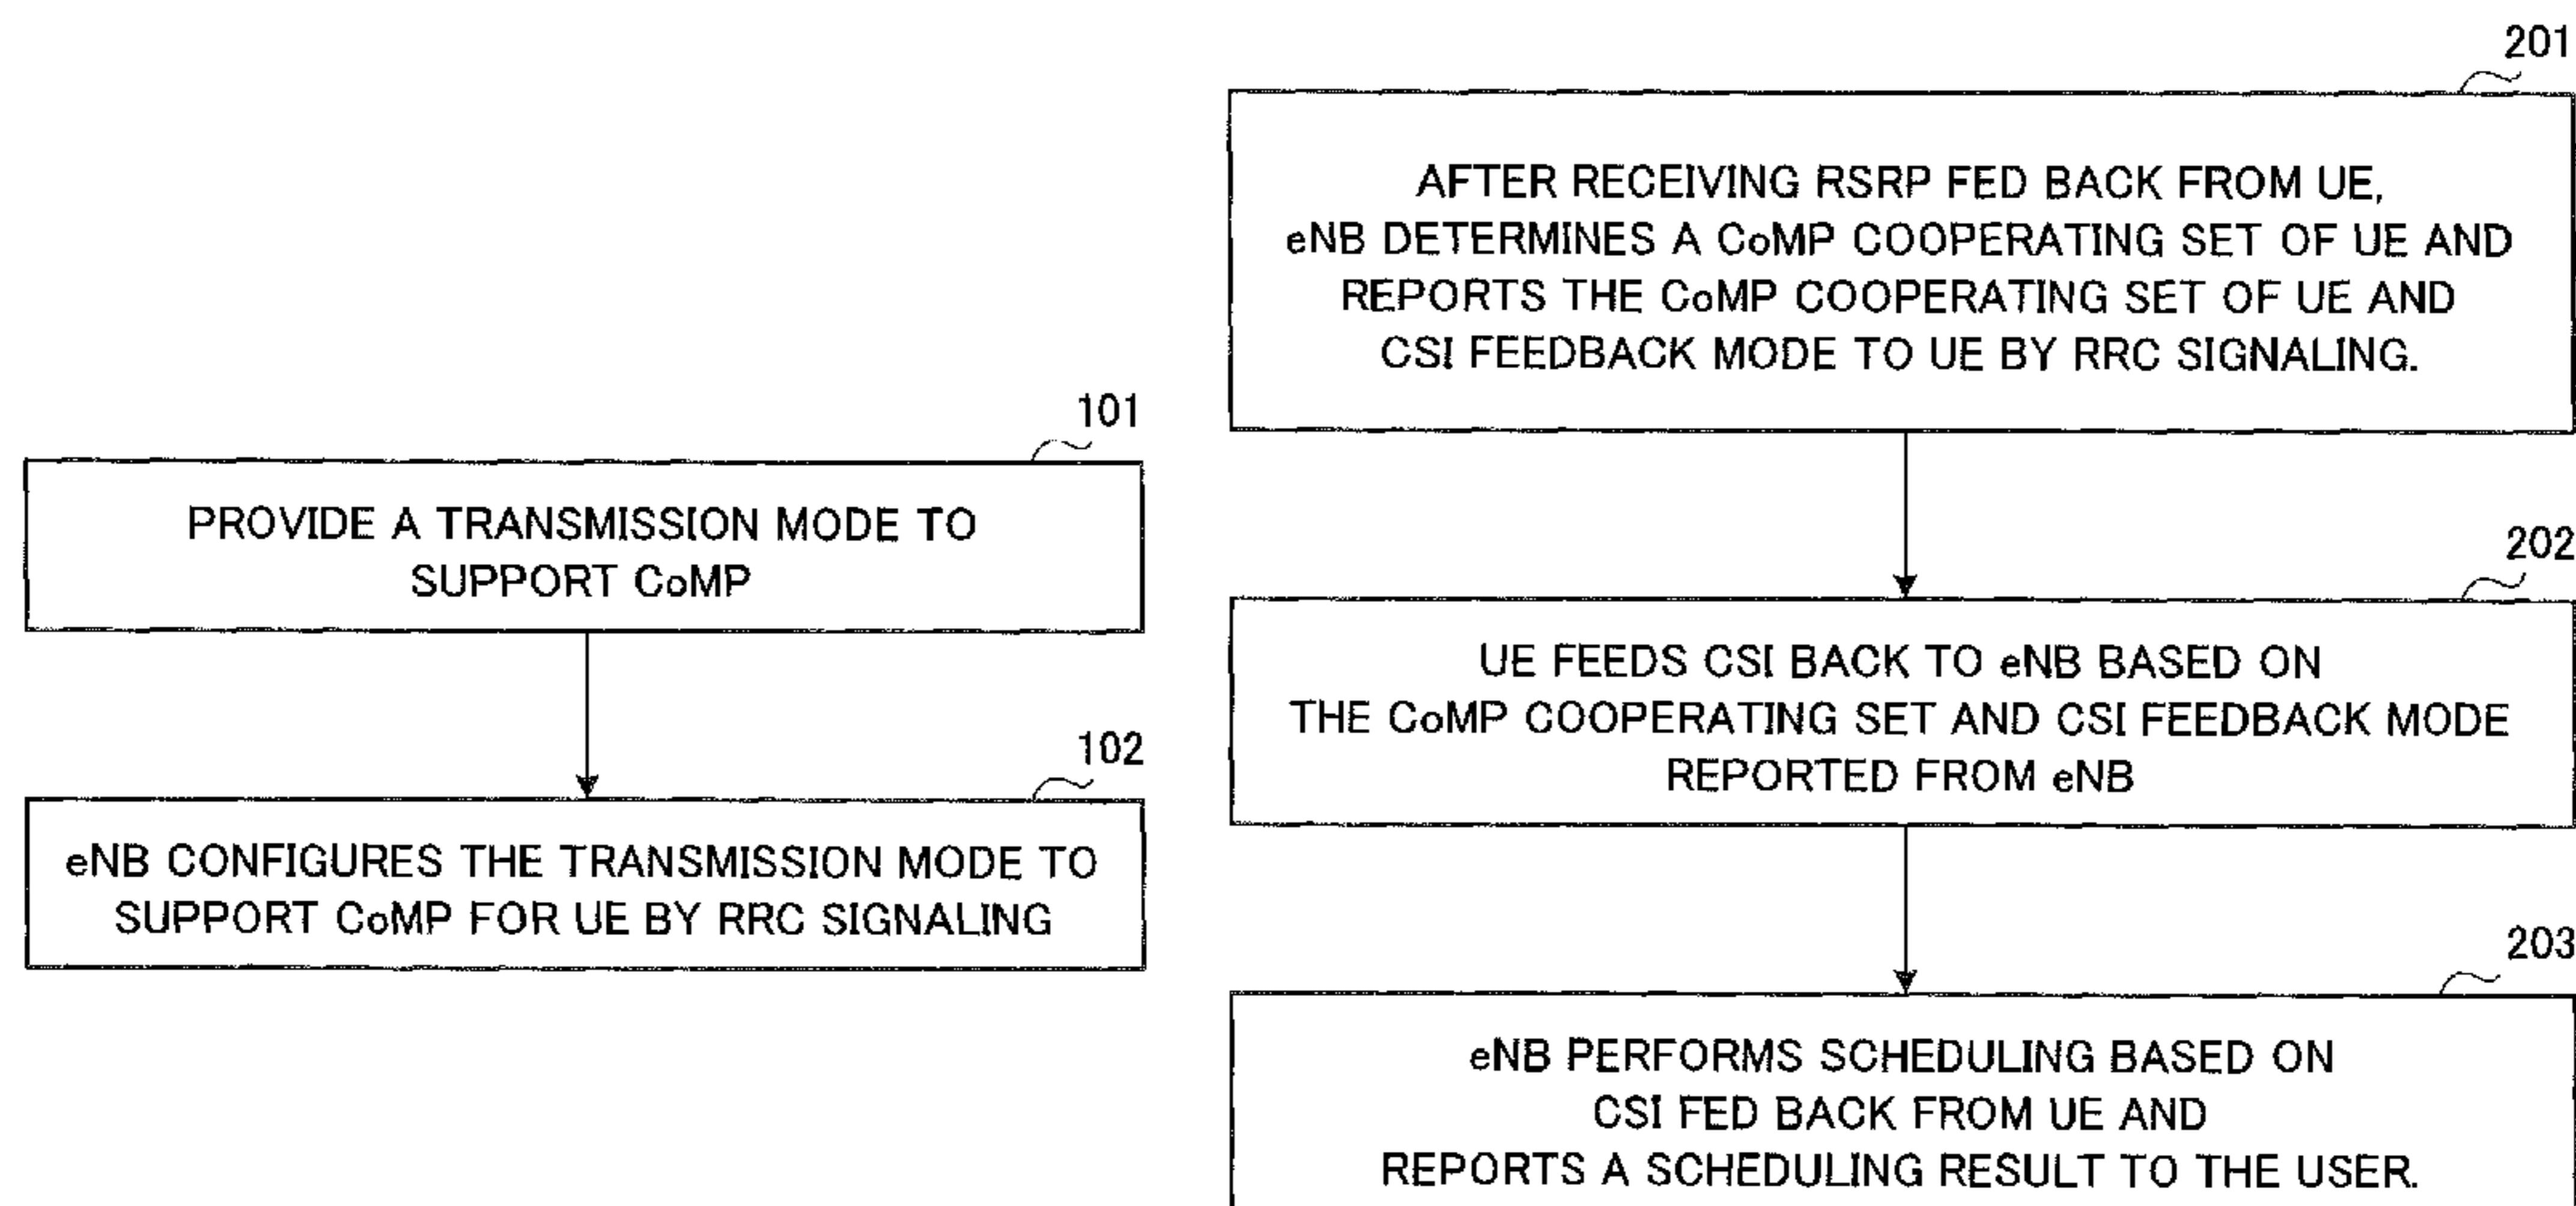 101
PROVIDE A TRANSMISSION MODE TO
SUPPORT CoMP
102
eNB CONFIGURES THE TRANSMISSION MODE TO
SUPPORT CoMP FOR UE BY RRC SIGNALING
201
AFTER RECEIVING RSRP FED BACK FROM UE,
eNB DETERMINES A CoMP COOPERATING SET OF UE AND
REPORTS THE CoMP COOPERATING SET OF UE AND
CSI FEEDBACK MODE TO UE BY RRC SIGNALING.
202
UE FEEDS CSI BACK TO eNB BASED ON
THE CoMP COOPERATING SET AND CSI FEEDBACK MODE
REPORTED FROM eNB
203
eNB PERFORMS SCHEDULING BASED ON
CSI FED BACK FROM UE AND
REPORTS A SCHEDULING RESULT TO THE USER.